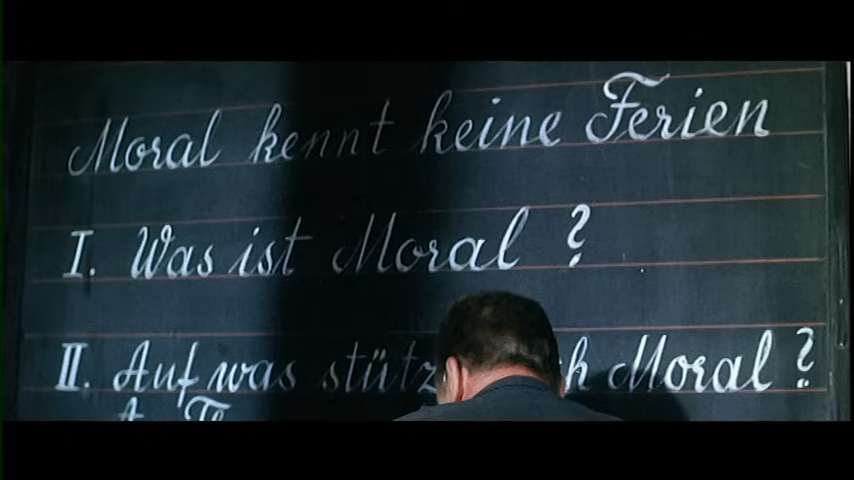 Moral kennt keine Ferien
I. Was ist Moral ?
II. Auf was stütz h Moral ?